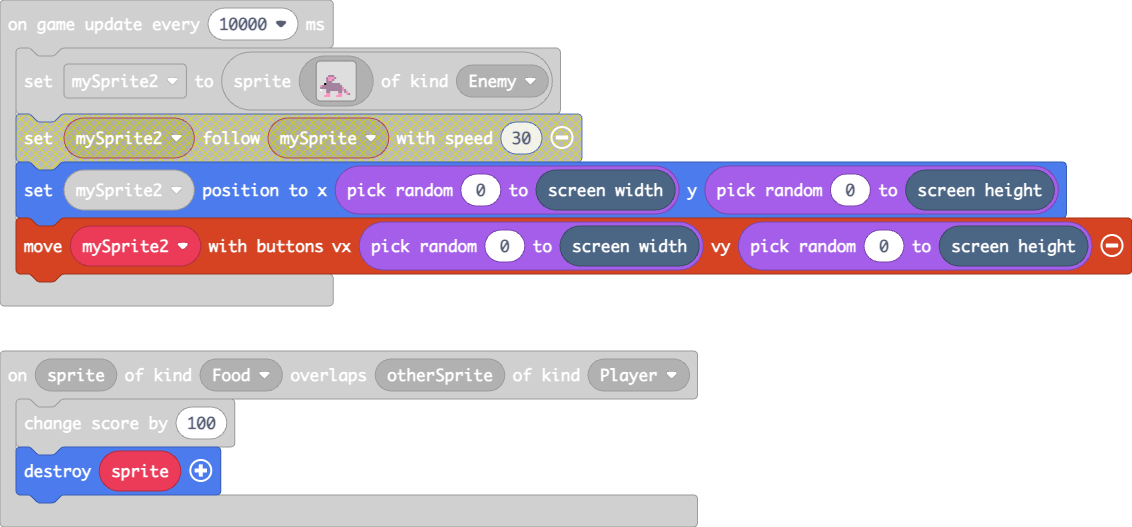 on game update every 10000 ms
set mySprite2 to sprite of kind Enemy
set mySprite2 follow mySprite with speed 30
set mySprite2 position to x pick random 0 to screen width y pick random 0 to screen height
move mySprite2 with buttons vx pick random 0 to screen width vy pick random 0 to screen height
on sprite of kind Food overlaps otherSprite of kind Player
change score by 100
destroy sprite